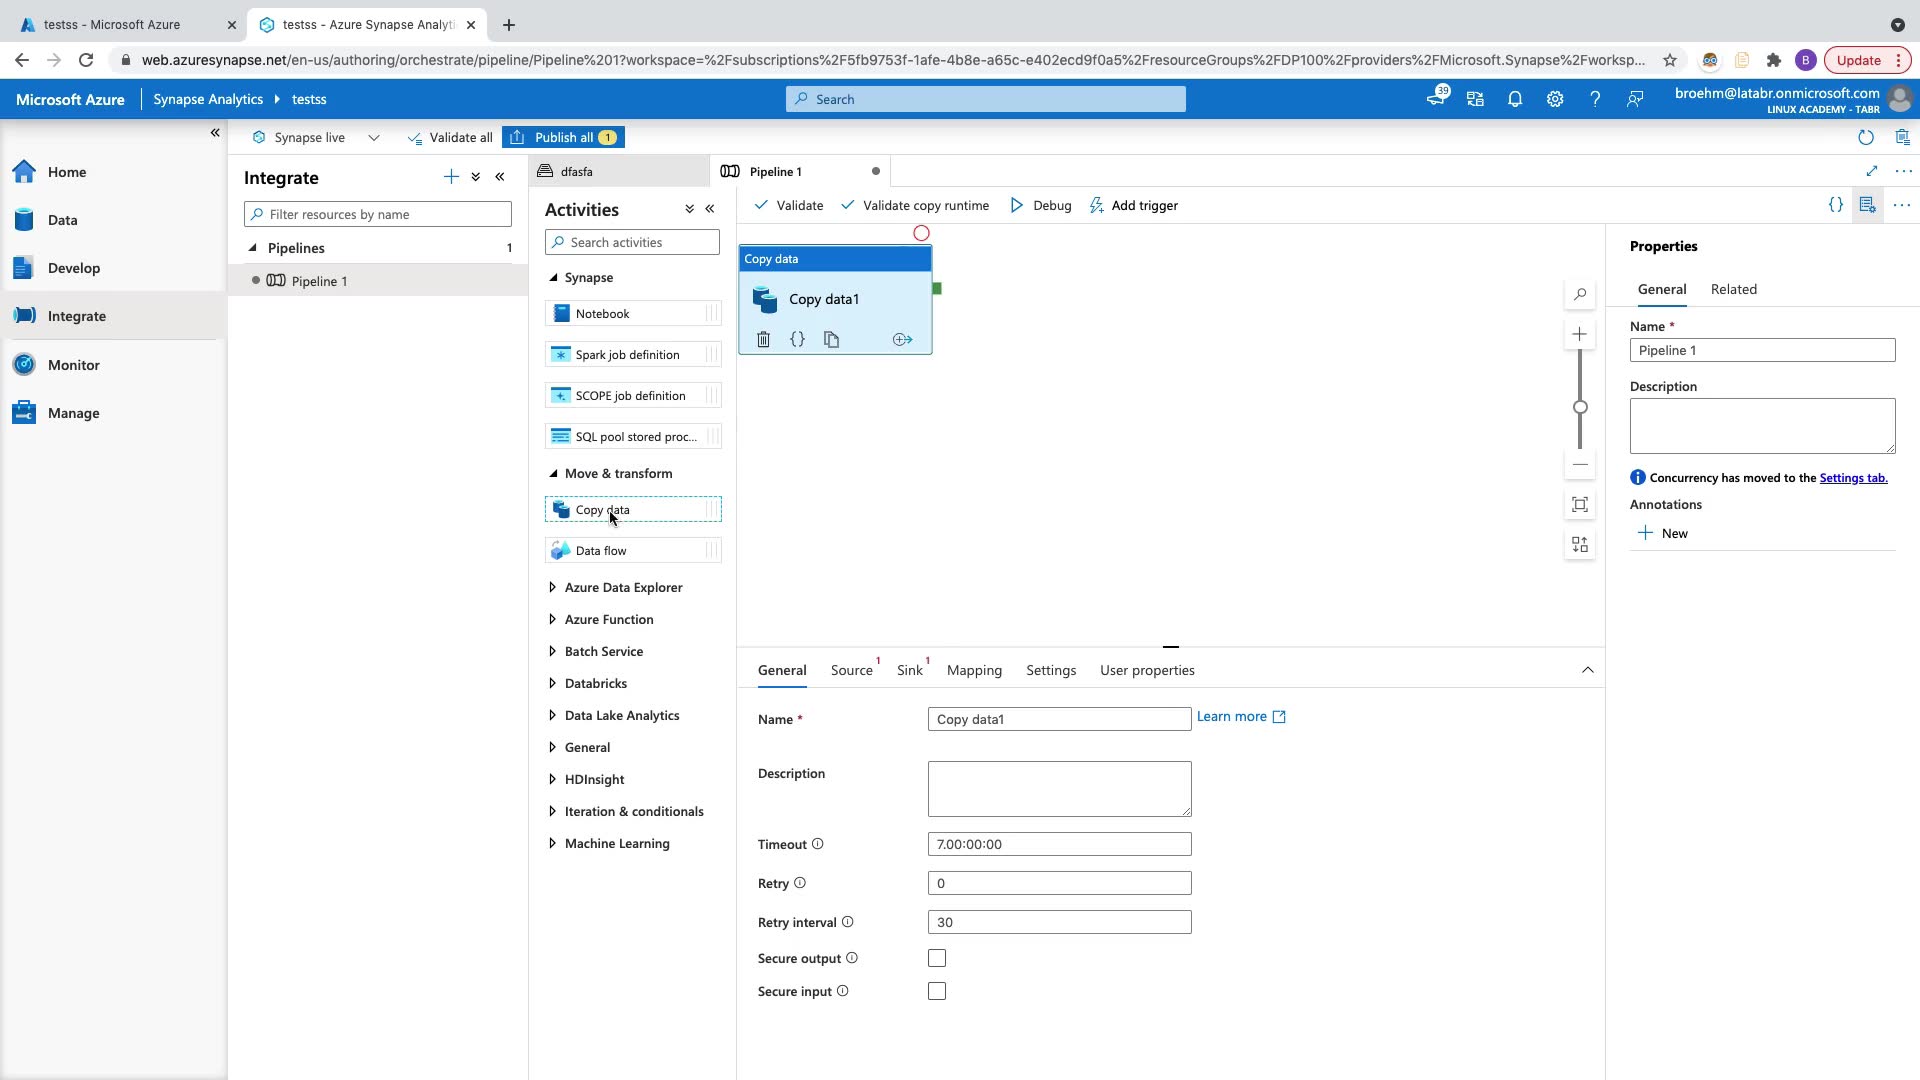 testss - Microsoft Azure
testss - Azure Synapse Analyti
web.azuresynapse.net/en-us/authoring/orchestrate/pipeline/Pipeline%201?workspace=%2Fsubscriptions%2F5fb9753f-1afe-4b8e-a65c-e402ecd9f0a5%2FresourceGroups%2FDP100%2Fproviders%2FMicrosoft.Synapse%2Fworksp...
B
Update
Microsoft Azure
Synapse Analytics
testss
Search
39
broehm@latabr.onmicrosoft.com
LINUX ACADEMY - TABR
Synapse live
Validate all
Publish all 1
Home
Data
Develop
Integrate
Monitor
Manage
Integrate
Filter resources by name
Pipelines 1
Pipeline 1
dfasfa
Pipeline 1
Activities
Search activities
Synapse
Notebook
Spark job definition
SCOPE job definition
SQL pool stored proc...
Move & transform
Copy data
Data flow
Azure Data Explorer
Azure Function
Batch Service
Databricks
Data Lake Analytics
General
HDInsight
Iteration & conditionals
Machine Learning
Validate
Validate copy runtime
Debug
Add trigger
Copy data
Copy data1
General
Source 1
Sink 1
Mapping
Settings
User properties
Name *
Copy data1
Learn more
Description
Timeout
7.00:00:00
Retry
0
Retry interval
30
Secure output
Secure input
Properties
General
Related
Name *
Pipeline 1
Description
Concurrency has moved to the Settings tab.
Annotations
New